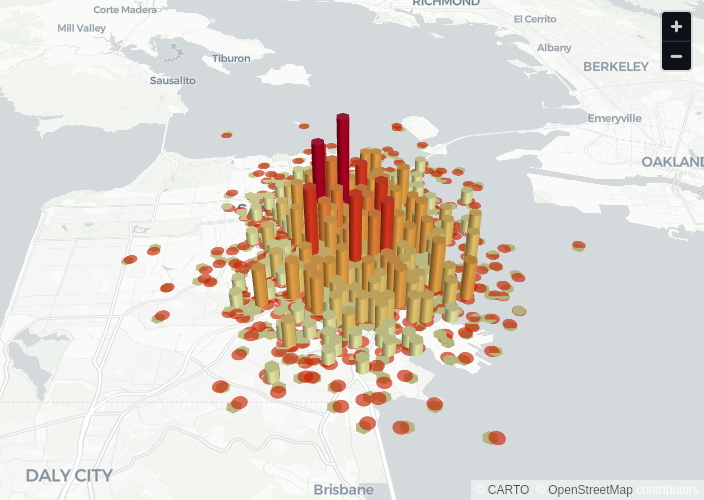 RICHMOND
Corte Madera
El Cerrito
Mill Valley
Albany
Tiburon
BERKELEY
Sausalito
Emeryville
OAKLAND
DALY CITY
Brisbane
© CARTO © OpenStreetMap contributors
+
−